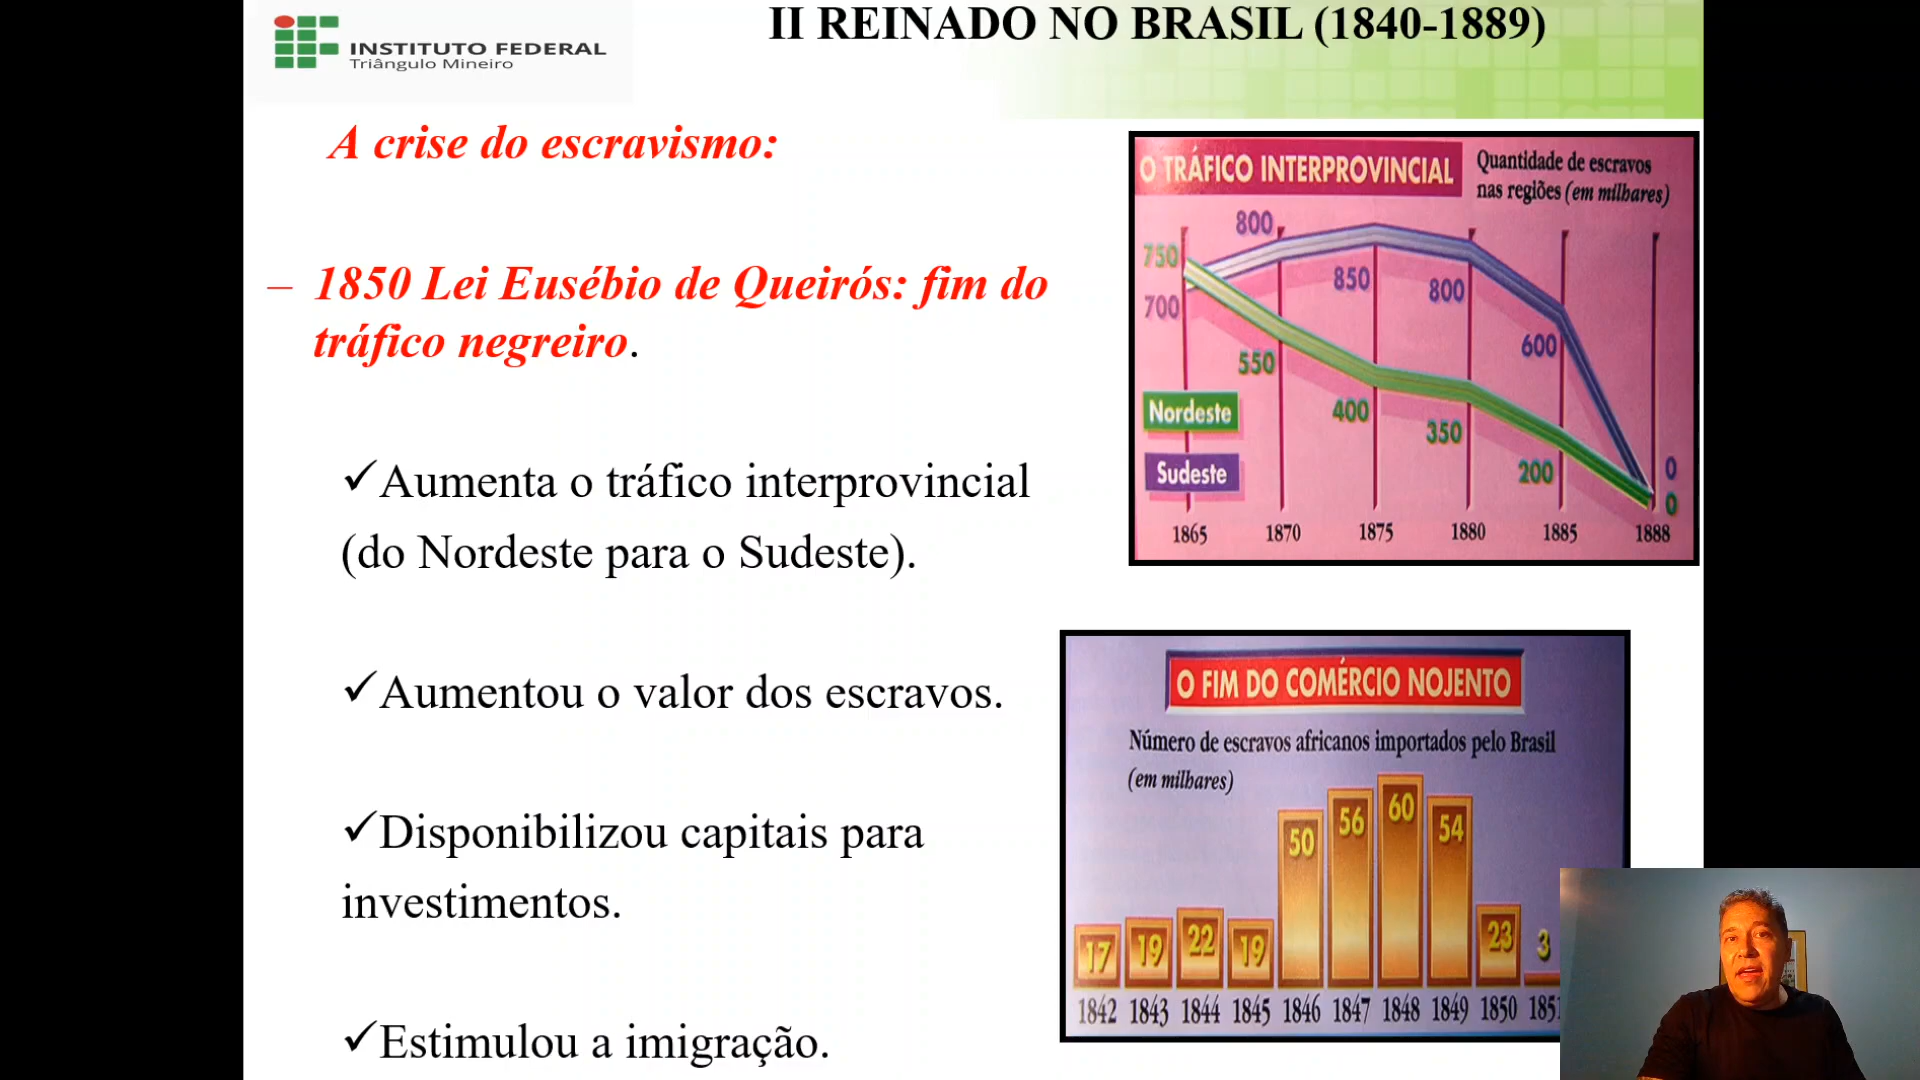 INSTITUTO FEDERAL
Triângulo Mineiro
II REINADO NO BRASIL (1840-1889)
A crise do escravismo:
– 1850 Lei Eusébio de Queirós: fim do
tráfico negreiro.
✓Aumenta o tráfico interprovincial
(do Nordeste para o Sudeste).
✓Aumentou o valor dos escravos.
✓Disponibilizou capitais para
investimentos.
✓Estimulou a imigração.
O TRÁFICO INTERPROVINCIAL
Quantidade de escravos
nas regiões (em milhares)
800
750
850
800
700
600
550
400
350
200
0
0
Nordeste
Sudeste
1865 1870 1875 1880 1885 1888
O FIM DO COMÉRCIO NOJENTO
Número de escravos africanos importados pelo Brasil
(em milhares)
17 19 22 19 50 56 60 54 23 3
1842 1843 1844 1845 1846 1847 1848 1849 1850 1851